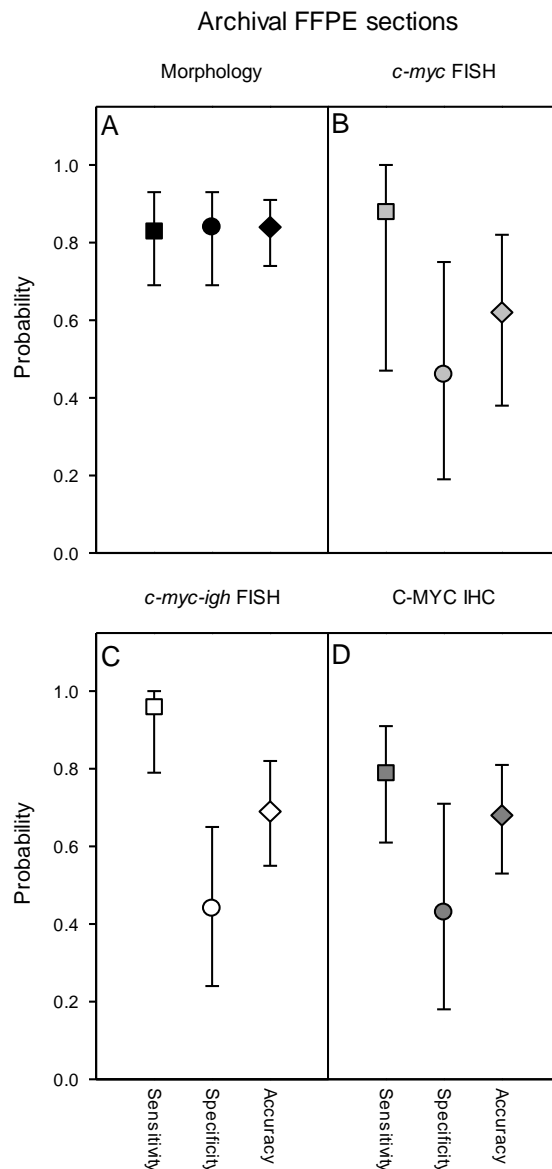 Archival FFPE sections
Morphology
c-myc FISH
A
B
1.0
0.8
0.6
0.4
0.2
0.0
Probability
c-myc-igh FISH
C-MYC IHC
C
D
1.0
0.8
0.6
0.4
0.2
0.0
Probability
Sensitivity
Specificity
Accuracy
Sensitivity
Specificity
Accuracy